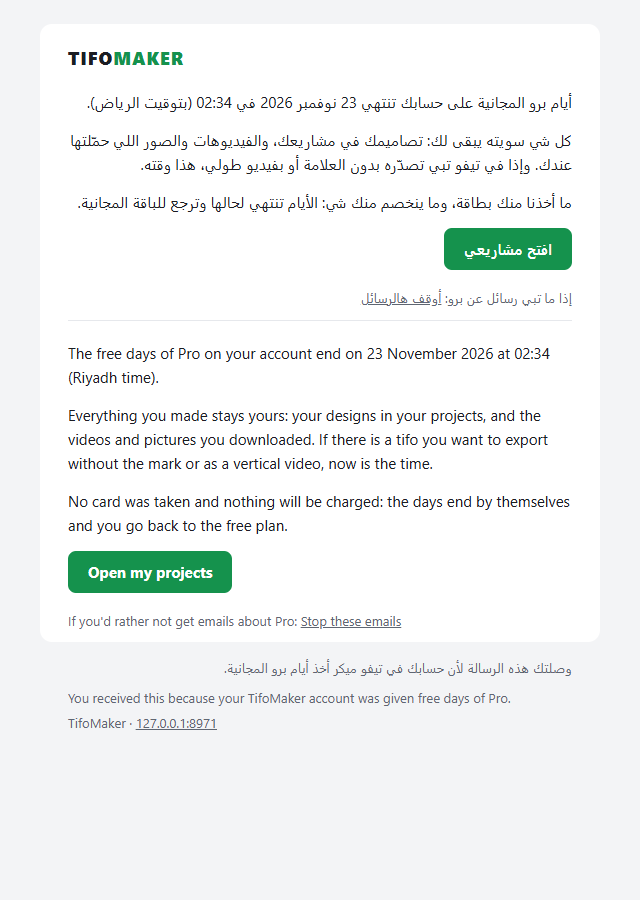 TIFOMAKER
أيام برو المجانية على حسابك تنتهي 23 نوفمبر 2026 في 02:34 (بتوقيت الرياض).
كل شي سويته يبقى لك: تصاميمك في مشاريعك، والفيديوهات والصور اللي حمّلتها
عندك. وإذا في تيفو تبي تصدّره بدون العلامة أو بفيديو طولي، هذا وقته.
ما أخذنا منك بطاقة، وما ينخصم منك شي: الأيام تنتهي لحالها وترجع للباقة المجانية.
افتح مشاريعي
إذا ما تبي رسائل عن برو: أوقف هالرسائل
The free days of Pro on your account end on 23 November 2026 at 02:34
(Riyadh time).
Everything you made stays yours: your designs in your projects, and the
videos and pictures you downloaded. If there is a tifo you want to export
without the mark or as a vertical video, now is the time.
No card was taken and nothing will be charged: the days end by themselves
and you go back to the free plan.
Open my projects
If you'd rather not get emails about Pro: Stop these emails
وصلتك هذه الرسالة لأن حسابك في تيفو ميكر أخذ أيام برو المجانية.
You received this because your TifoMaker account was given free days of Pro.
TifoMaker · 127.0.0.1:8971